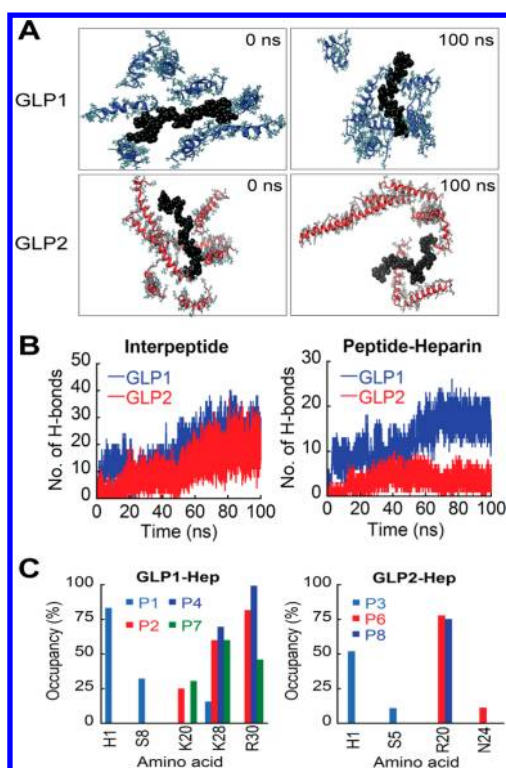 A
0 ns
100 ns
GLP1
0 ns
100 ns
GLP2
B
Interpeptide
Peptide-Heparin
No. of H-bonds
50
40
30
20
10
0
GLP1
GLP2
0 20 40 60 80 100
Time (ns)
No. of H-bonds
30
20
10
0
GLP1
GLP2
0 20 40 60 80 100
Time (ns)
C
GLP1-Hep
Occupancy (%)
100
75
50
25
0
P1 P4
P2 P7
H1 S8 K20 K28 R30
Amino acid
GLP2-Hep
Occupancy (%)
100
75
50
25
0
P3
P6
P8
H1 S5 R20 N24
Amino acid